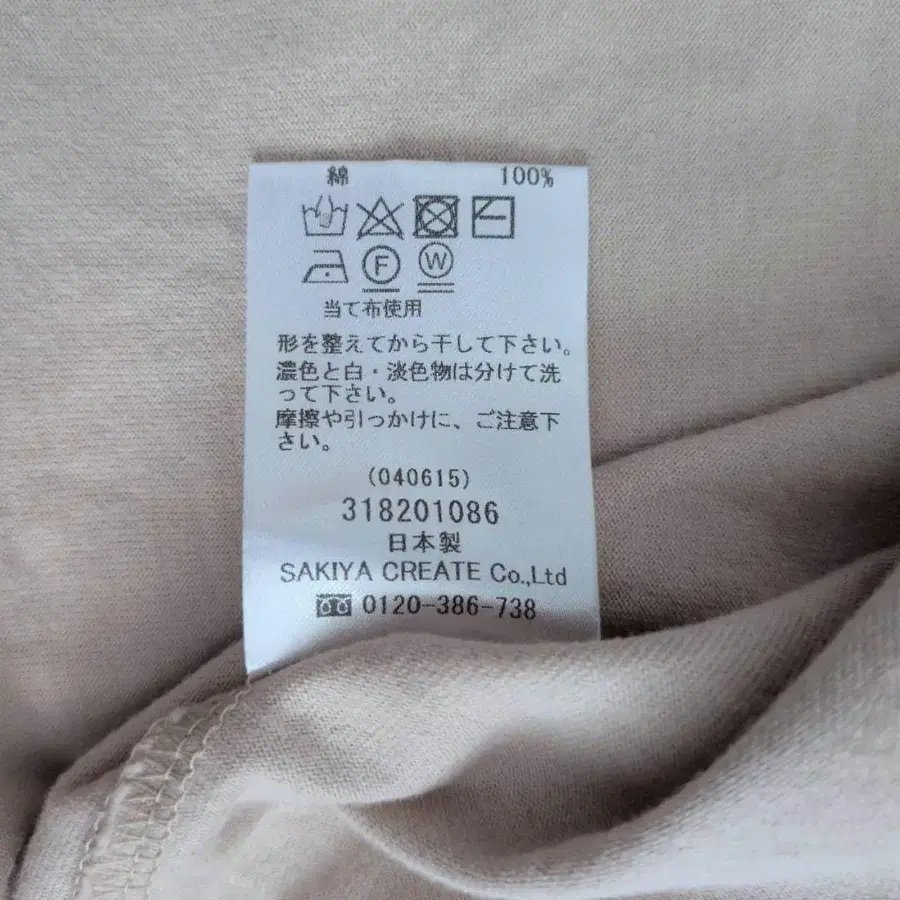 綿 100%
F W
当て布使用
形を整えてから干して下さい。
濃色と白・淡色物は分けて洗
って下さい。
摩擦や引っかけに、ご注意下
さい。
(040615)
318201086
日本製
SAKIYA CREATE Co.,Ltd
0120-386-738